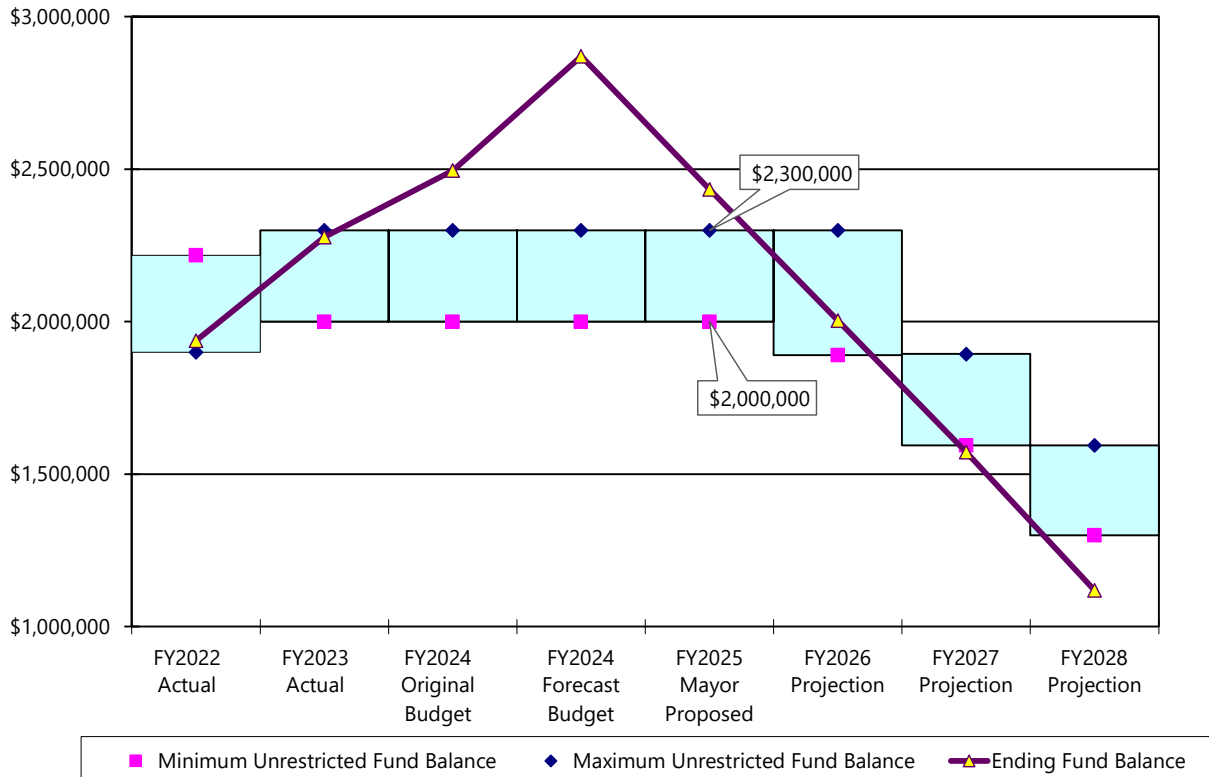 $3,000,000
$2,500,000
$2,000,000
$1,500,000
$1,000,000
$2,300,000
$2,000,000
FY2022
Actual
FY2023
Actual
FY2024
Original
Budget
FY2024
Forecast
Budget
FY2025
Mayor
Proposed
FY2026
Projection
FY2027
Projection
FY2028
Projection
Minimum Unrestricted Fund Balance
Maximum Unrestricted Fund Balance
Ending Fund Balance